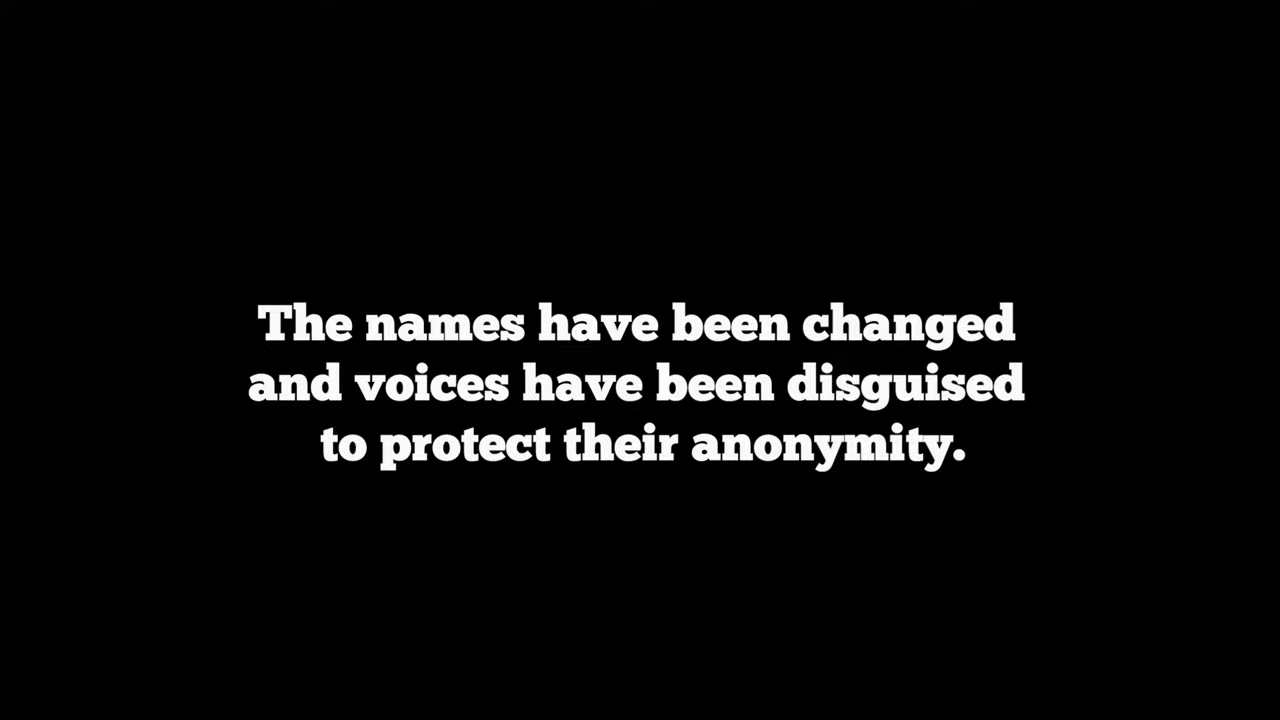 The names have been changed
and voices have been disguised
to protect their anonymity.